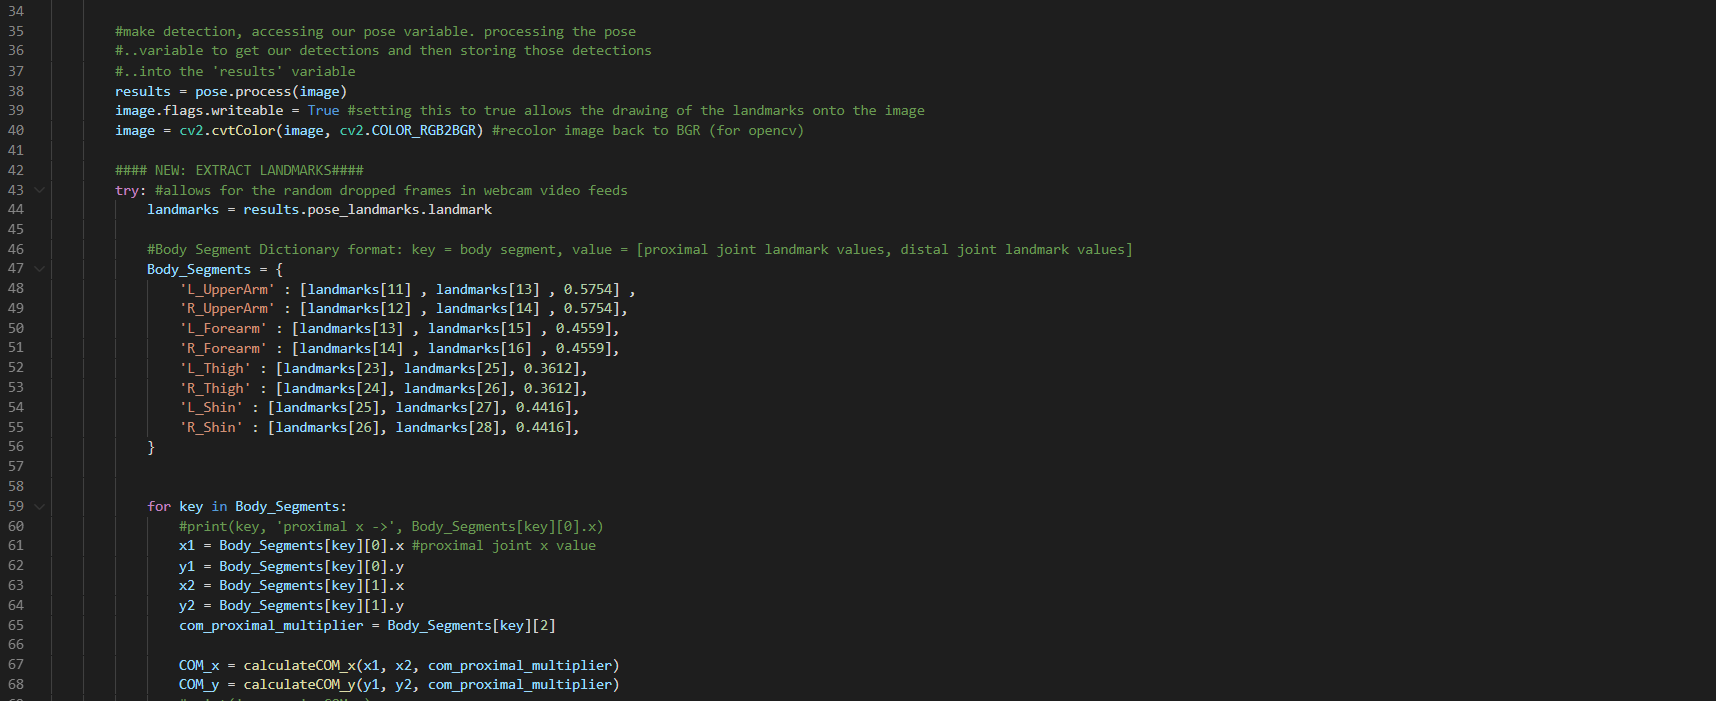 34
35 #make detection, accessing our pose variable. processing the pose
36 #..variable to get our detections and then storing those detections
37 #..into the 'results' variable
38 results = pose.process(image)
39 image.flags.writeable = True #setting this to true allows the drawing of the landmarks onto the image
40 image = cv2.cvtColor(image, cv2.COLOR_RGB2BGR) #recolor image back to BGR (for opencv)
41
42 #### NEW: EXTRACT LANDMARKS####
43 try: #allows for the random dropped frames in webcam video feeds
44 landmarks = results.pose_landmarks.landmark
45
46 #Body Segment Dictionary format: key = body segment, value = [proximal joint landmark values, distal joint landmark values]
47 Body_Segments = {
48 'L_UpperArm' : [landmarks[11] , landmarks[13] , 0.5754] ,
49 'R_UpperArm' : [landmarks[12] , landmarks[14] , 0.5754],
50 'L_Forearm' : [landmarks[13] , landmarks[15] , 0.4559],
51 'R_Forearm' : [landmarks[14] , landmarks[16] , 0.4559],
52 'L_Thigh' : [landmarks[23], landmarks[25], 0.3612],
53 'R_Thigh' : [landmarks[24], landmarks[26], 0.3612],
54 'L_Shin' : [landmarks[25], landmarks[27], 0.4416],
55 'R_Shin' : [landmarks[26], landmarks[28], 0.4416],
56 }
57
58
59 for key in Body_Segments:
60 #print(key, 'proximal x ->', Body_Segments[key][0].x)
61 x1 = Body_Segments[key][0].x #proximal joint x value
62 y1 = Body_Segments[key][0].y
63 x2 = Body_Segments[key][1].x
64 y2 = Body_Segments[key][1].y
65 com_proximal_multiplier = Body_Segments[key][2]
66
67 COM_x = calculateCOM_x(x1, x2, com_proximal_multiplier)
68 COM_y = calculateCOM_y(y1, y2, com_proximal_multiplier)